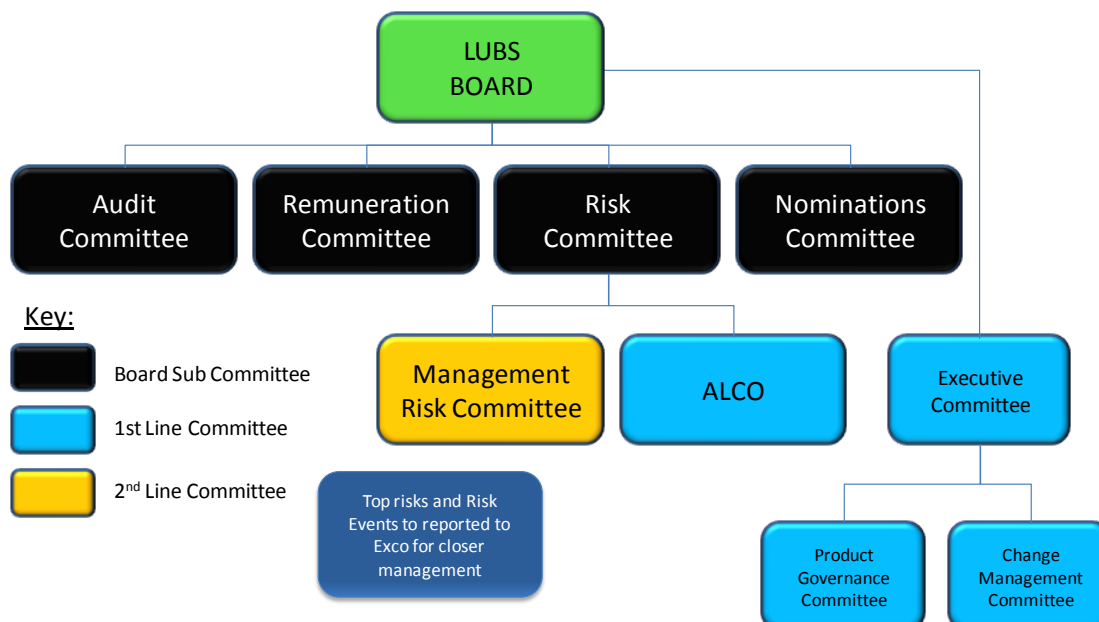 LUBS
BOARD
Audit
Committee
Remuneration
Committee
Risk
Committee
Nominations
Committee
Key:
Board Sub Committee
1st Line Committee
2nd Line Committee
Management
Risk Committee
ALCO
Executive
Committee
Top risks and Risk
Events to reported to
Exco for closer
management
Product
Governance
Committee
Change
Management
Committee